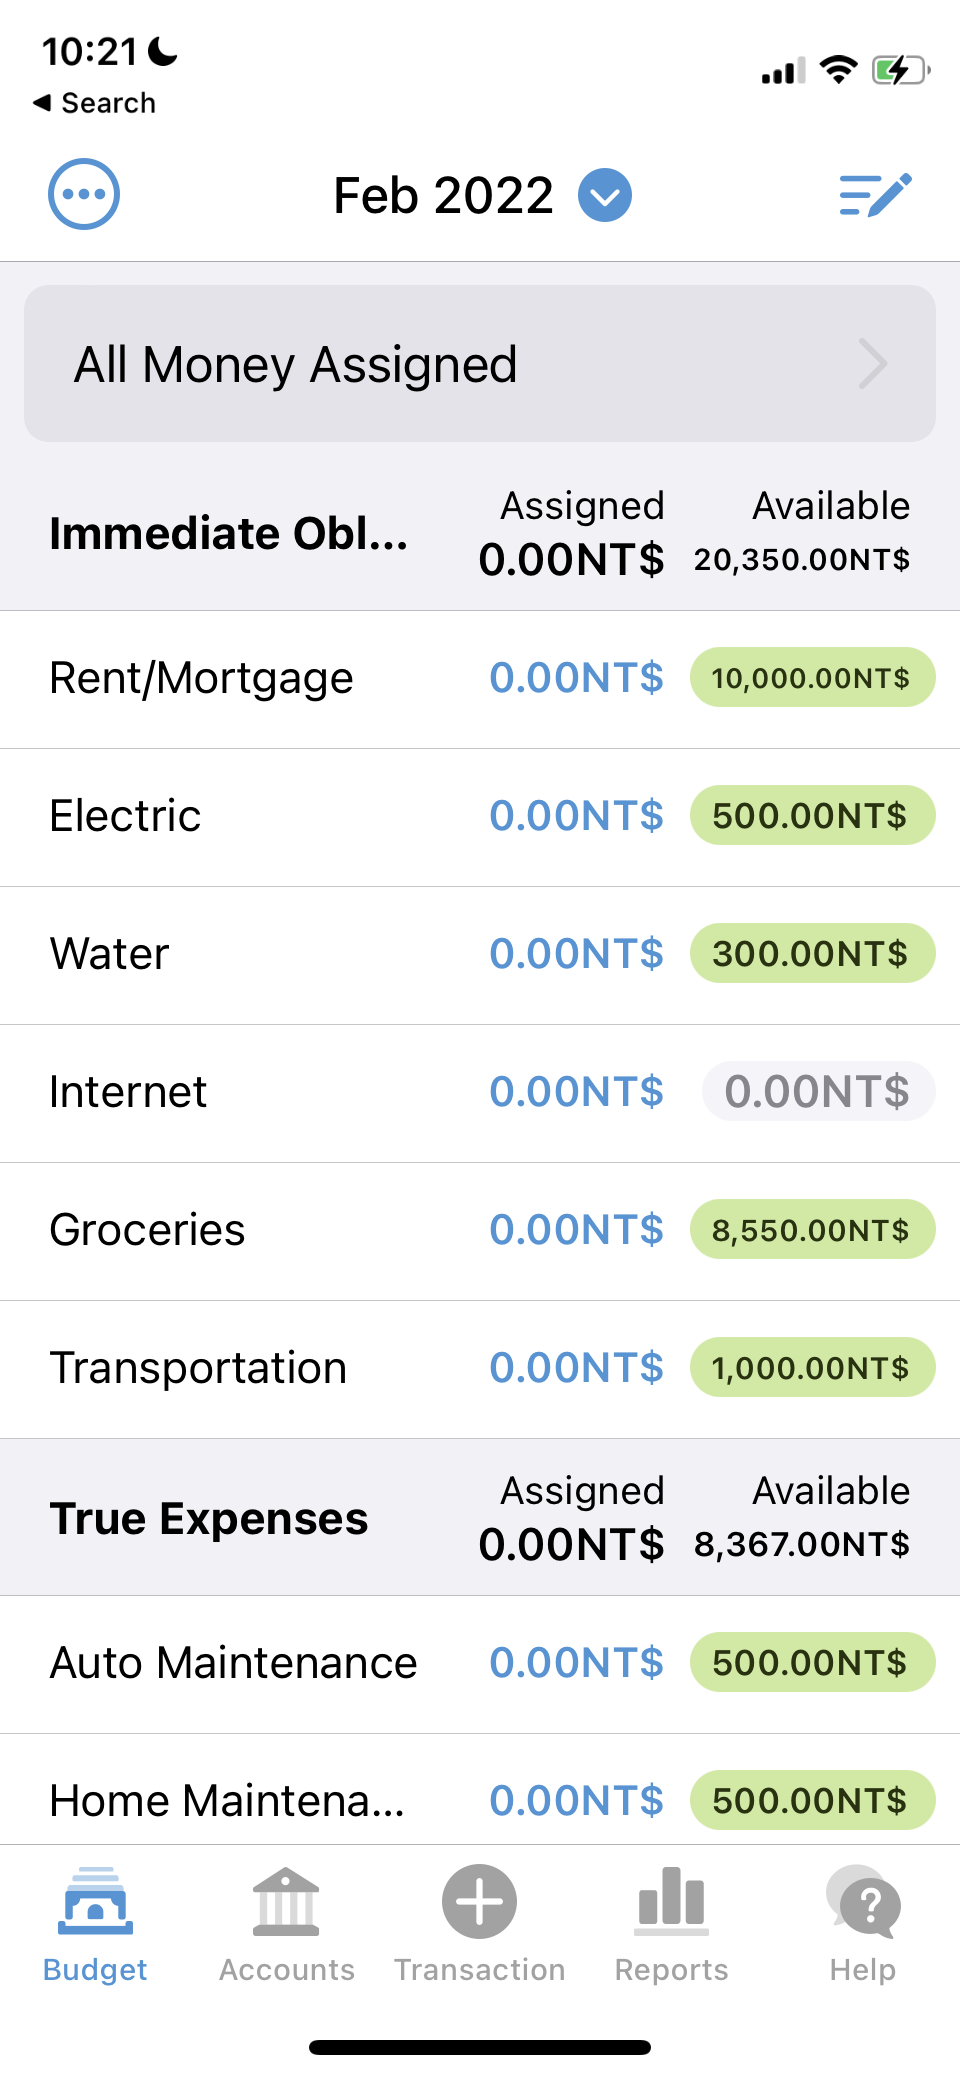 10:21
◀ Search
Feb 2022
All Money Assigned
Immediate Obl... Assigned 0.00NT$ Available 20,350.00NT$
Rent/Mortgage 0.00NT$ 10,000.00NT$
Electric 0.00NT$ 500.00NT$
Water 0.00NT$ 300.00NT$
Internet 0.00NT$ 0.00NT$
Groceries 0.00NT$ 8,550.00NT$
Transportation 0.00NT$ 1,000.00NT$
True Expenses Assigned 0.00NT$ Available 8,367.00NT$
Auto Maintenance 0.00NT$ 500.00NT$
Home Maintena... 0.00NT$ 500.00NT$
Budget Accounts Transaction Reports Help